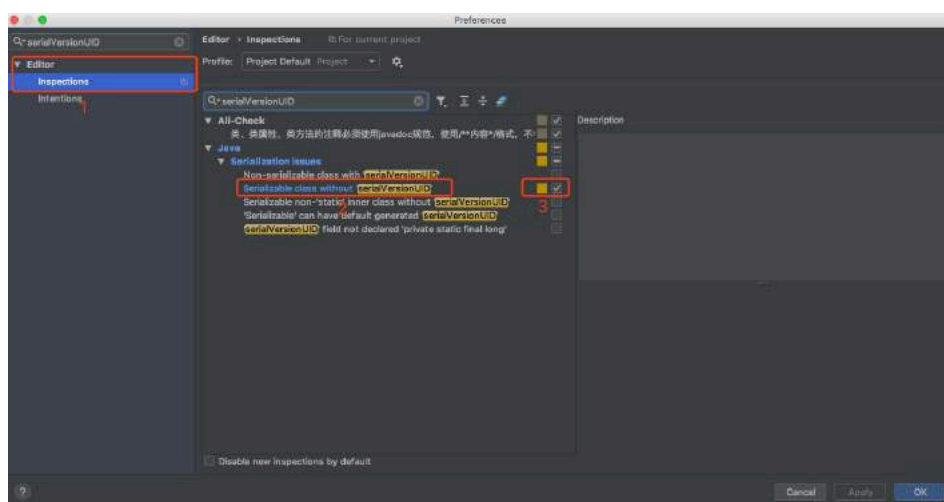 Preferences
serialVersionUID
Editor
Inspections
Intentions
1
Editor › Inspections For current project
Profile: Project Default Project
serialVersionUID
Ali-Check
类、类属性、类方法的注释必须使用javadoc规范，使用/**内容*/格式，不
Java
Serialization issues
Non-serializable class with 'serialVersionUID'
Serializable class without 'serialVersionUID'
2
3
Serializable non-'static' inner class without 'serialVersionUID'
'Serializable' can have default generated 'serialVersionUID'
'serialVersionUID' field not declared 'private static final long'
Description
Disable new inspections by default
?
Cancel
Apply
OK